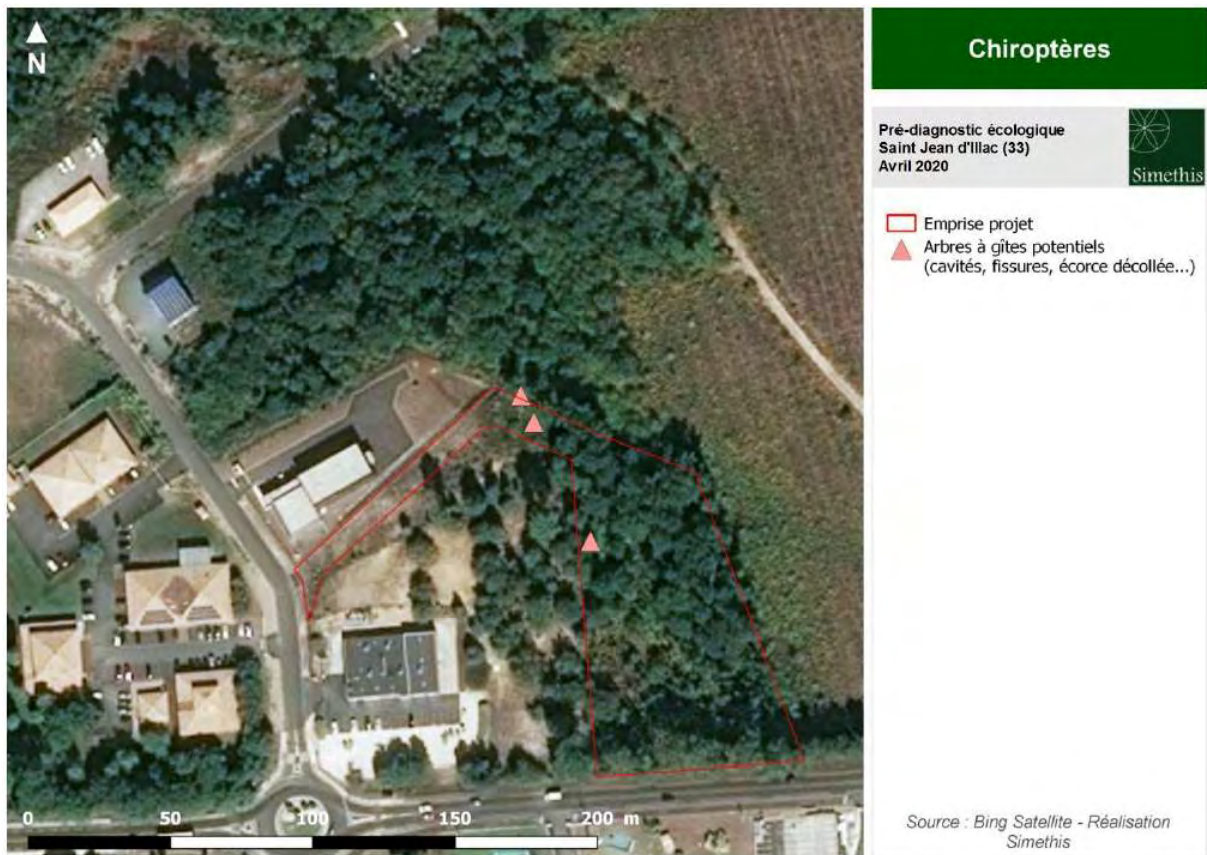 N
Chiroptères
Pré-diagnostic écologique
Saint Jean d'Illac (33)
Avril 2020
Simethis
Emprise projet
Arbres à gîtes potentiels
(cavités, fissures, écorce décollée...)
0 50 100 150 200 m
Source : Bing Satellite - Réalisation
Simethis